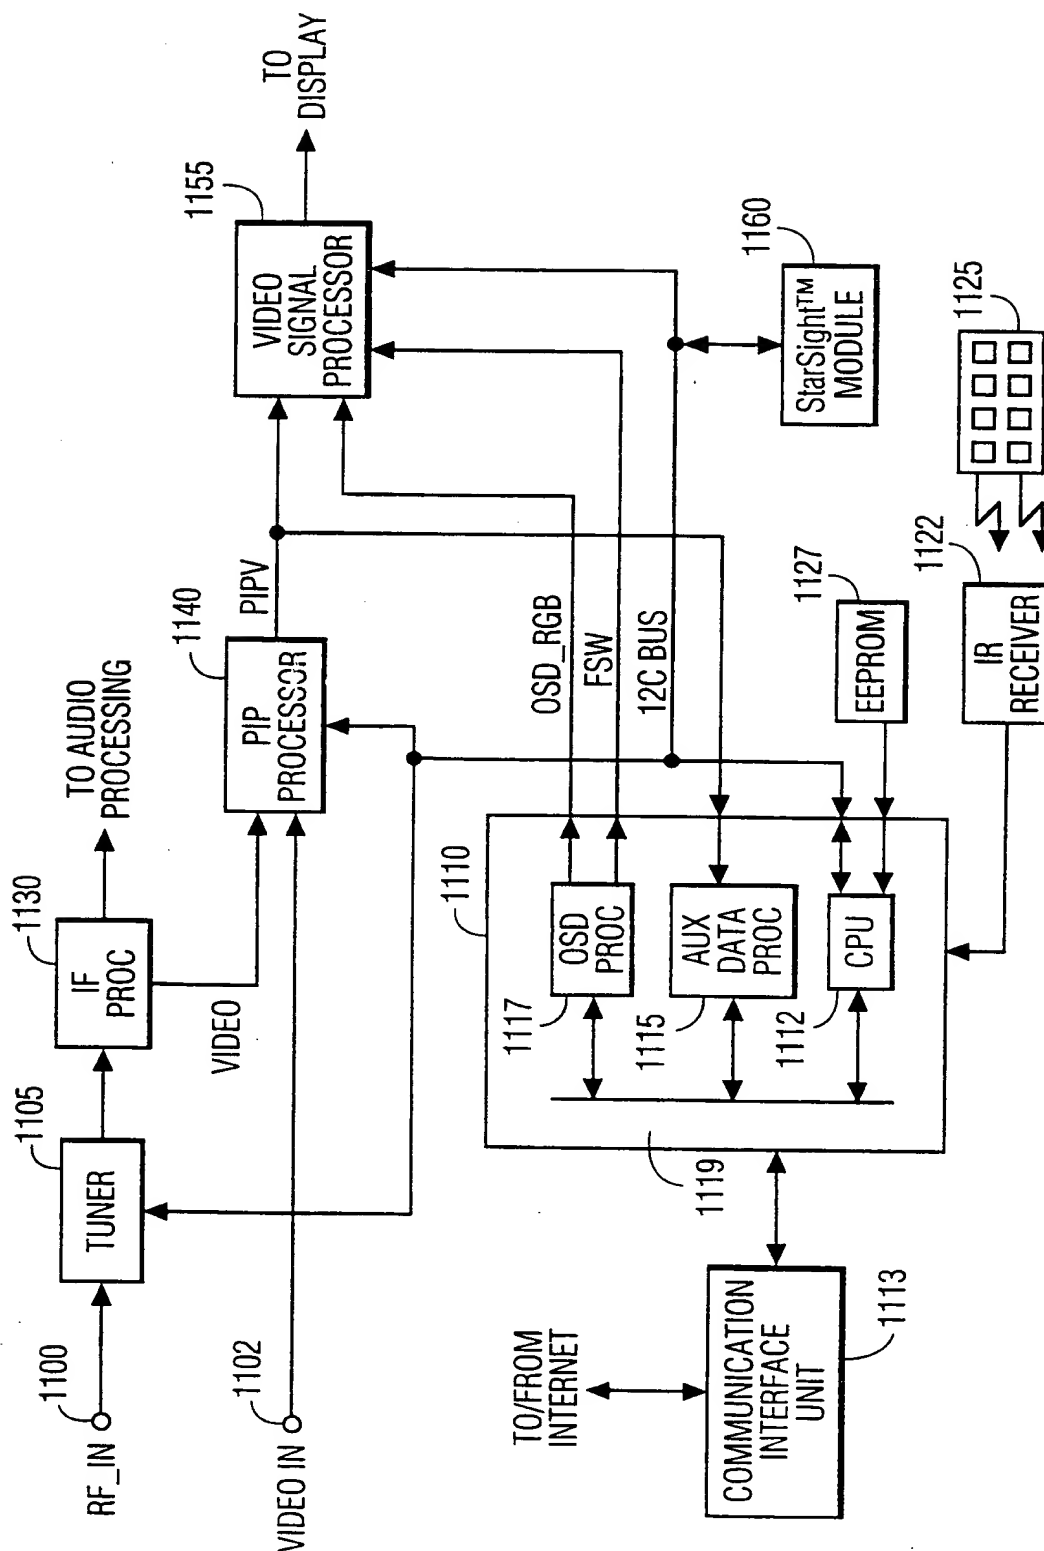 RF_IN
1100
TUNER
1105
IF
PROC
1130
TO AUDIO
PROCESSING
VIDEO
VIDEO IN
1102
PIP
PROCESSOR
1140
PIPV
VIDEO
SIGNAL
PROCESSOR
1155
TO
DISPLAY
OSD_RGB
FSW
12C BUS
1110
OSD
PROC
1117
AUX
DATA
PROC
1115
CPU
1112
1119
TO/FROM
INTERNET
COMMUNICATION
INTERFACE
UNIT
1113
EEPROM
1127
StarSight™
MODULE
1160
IR
RECEIVER
1122
1125